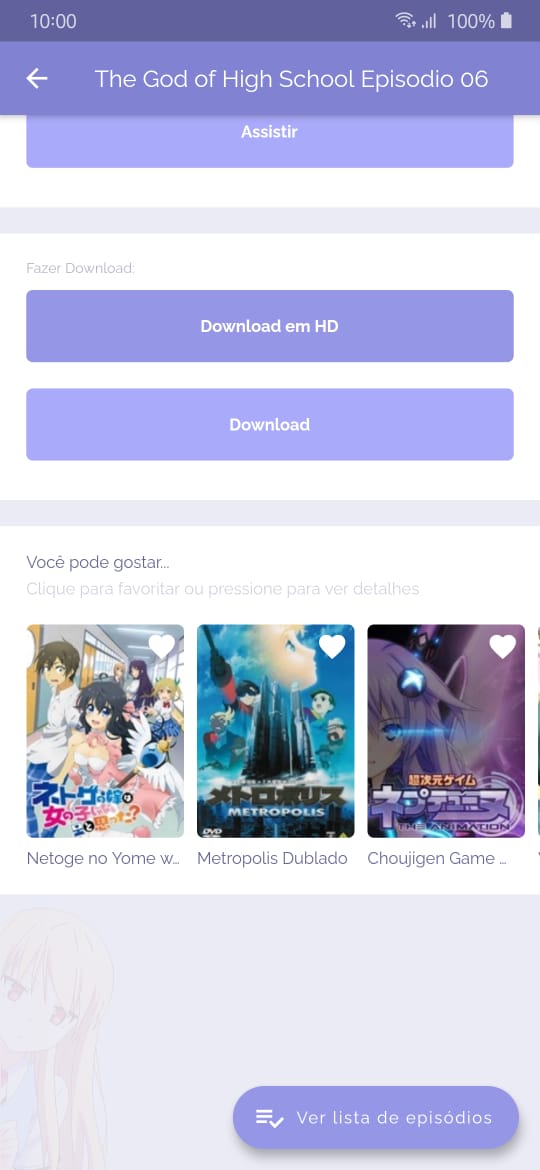 10:00
100%
The God of High School Episodio 06
Assistir
Fazer Download:
Download em HD
Download
Você pode gostar...
Clique para favoritar ou pressione para ver detalhes
ネトゲの嫁は
女の子じゃない
と思った?
メトロポリス
METROPOLIS
DVD
超次元ゲイム
ネプテューヌ
THE ANIMATION
Netoge no Yome w...
Metropolis Dublado
Choujigen Game ...
Ver lista de episódios